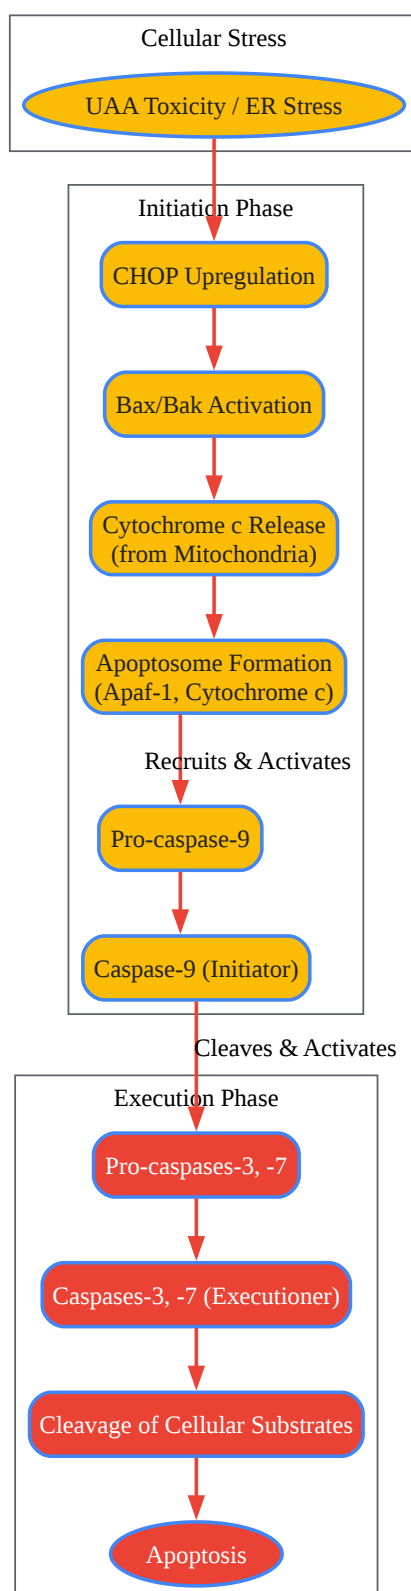 Cellular Stress
UAA Toxicity / ER Stress
Initiation Phase
CHOP Upregulation
Bax/Bak Activation
Cytochrome c Release
(from Mitochondria)
Apoptosome Formation
(Apaf-1, Cytochrome c)
Recruits & Activates
Pro-caspase-9
Caspase-9 (Initiator)
Cleaves & Activates
Execution Phase
Pro-caspases-3, -7
Caspases-3, -7 (Executioner)
Cleavage of Cellular Substrates
Apoptosis